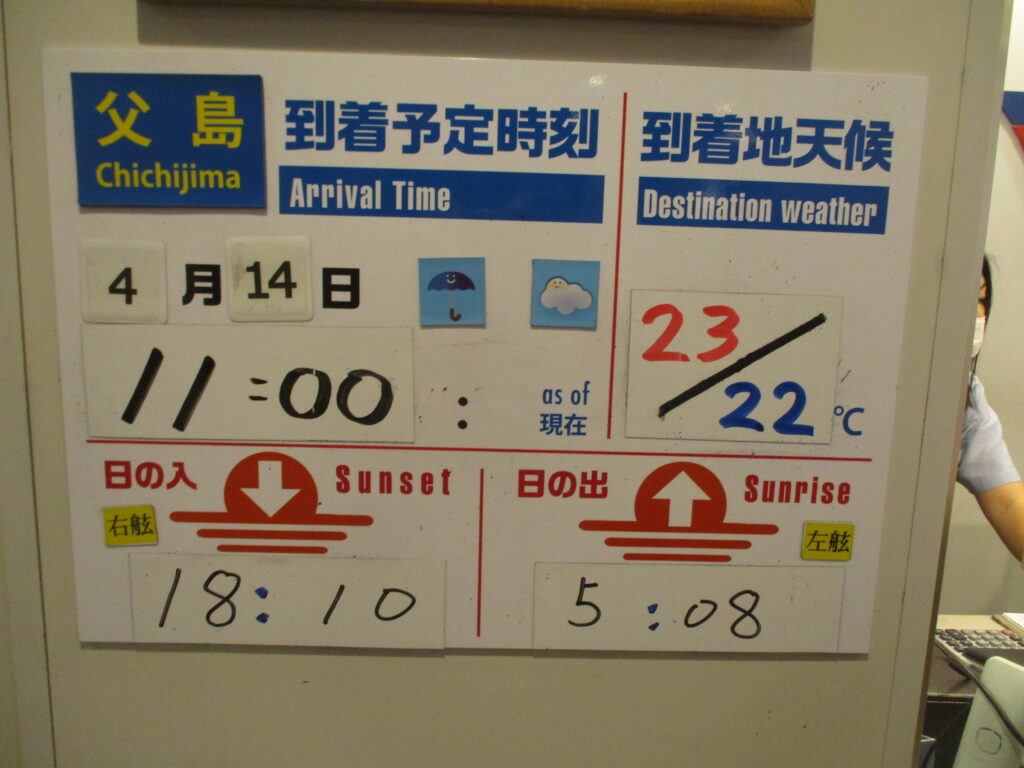 父島
Chichijima
到着予定時刻
Arrival Time
到着地天候
Destination weather
4月14日
11:00
:
as of
現在
23/22℃
日の入
Sunset
右舷
18:10
日の出
Sunrise
左舷
5:08